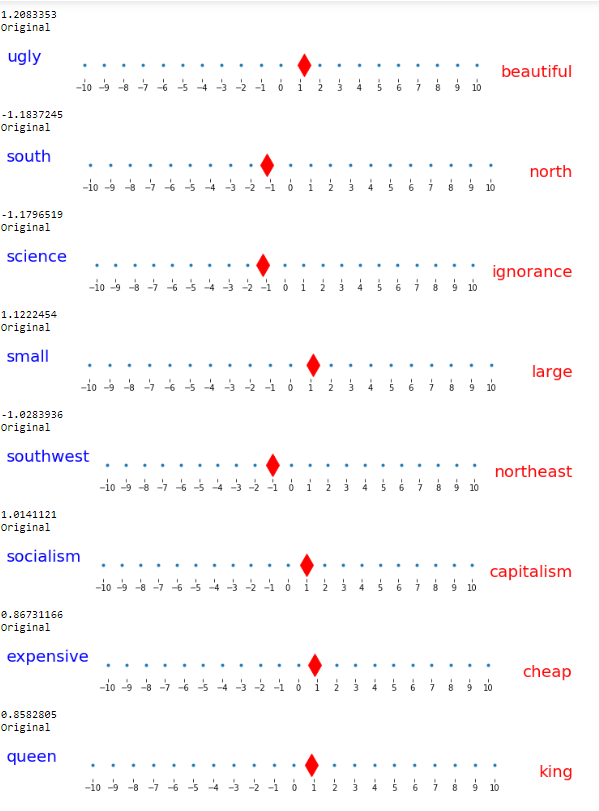 1.2083353
Original
ugly
beautiful
−10 −9 −8 −7 −6 −5 −4 −3 −2 −1 0 1 2 3 4 5 6 7 8 9 10
-1.1837245
Original
south
north
−10 −9 −8 −7 −6 −5 −4 −3 −2 −1 0 1 2 3 4 5 6 7 8 9 10
-1.1796519
Original
science
ignorance
−10 −9 −8 −7 −6 −5 −4 −3 −2 −1 0 1 2 3 4 5 6 7 8 9 10
1.1222454
Original
small
large
−10 −9 −8 −7 −6 −5 −4 −3 −2 −1 0 1 2 3 4 5 6 7 8 9 10
-1.0283936
Original
southwest
northeast
−10 −9 −8 −7 −6 −5 −4 −3 −2 −1 0 1 2 3 4 5 6 7 8 9 10
1.0141121
Original
socialism
capitalism
−10 −9 −8 −7 −6 −5 −4 −3 −2 −1 0 1 2 3 4 5 6 7 8 9 10
0.86731166
Original
expensive
cheap
−10 −9 −8 −7 −6 −5 −4 −3 −2 −1 0 1 2 3 4 5 6 7 8 9 10
0.8582805
Original
queen
king
−10 −9 −8 −7 −6 −5 −4 −3 −2 −1 0 1 2 3 4 5 6 7 8 9 10